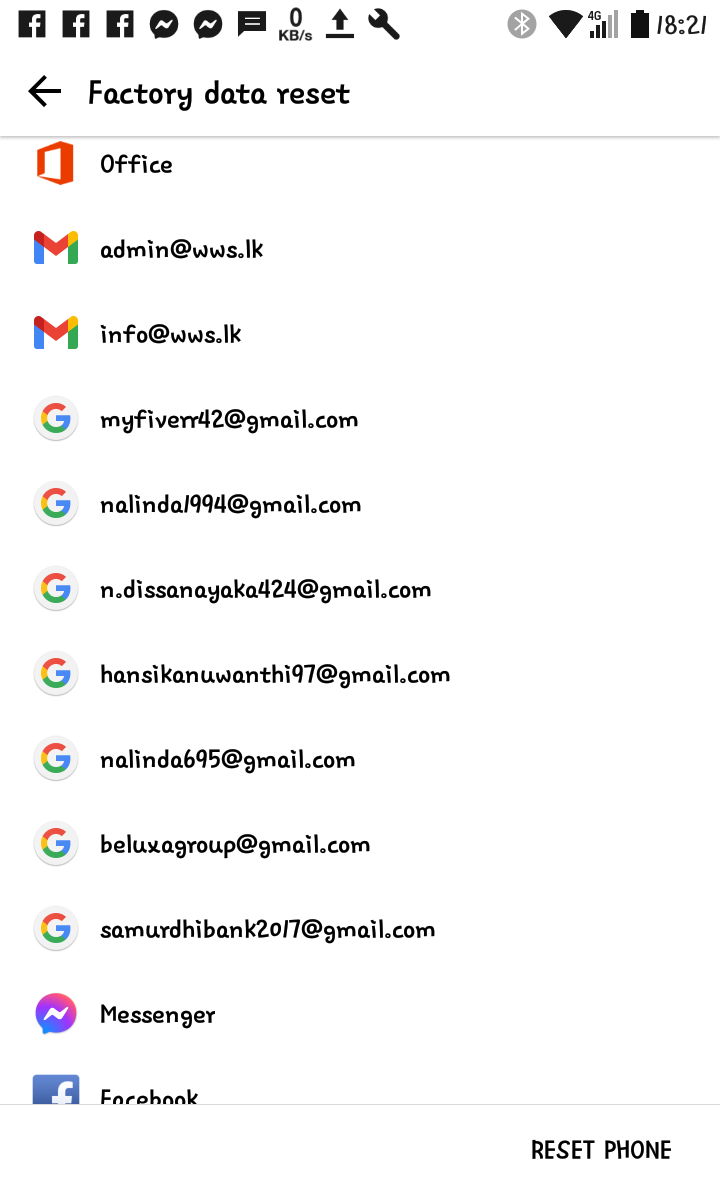 0
KB/s
4G
18:21
Factory data reset
Office
admin@wws.lk
info@wws.lk
myfiverr42@gmail.com
nalinda1994@gmail.com
n.dissanayaka424@gmail.com
hansikanuwanthi97@gmail.com
nalinda695@gmail.com
beluxagroup@gmail.com
samurdhibank2017@gmail.com
Messenger
Facebook
RESET PHONE